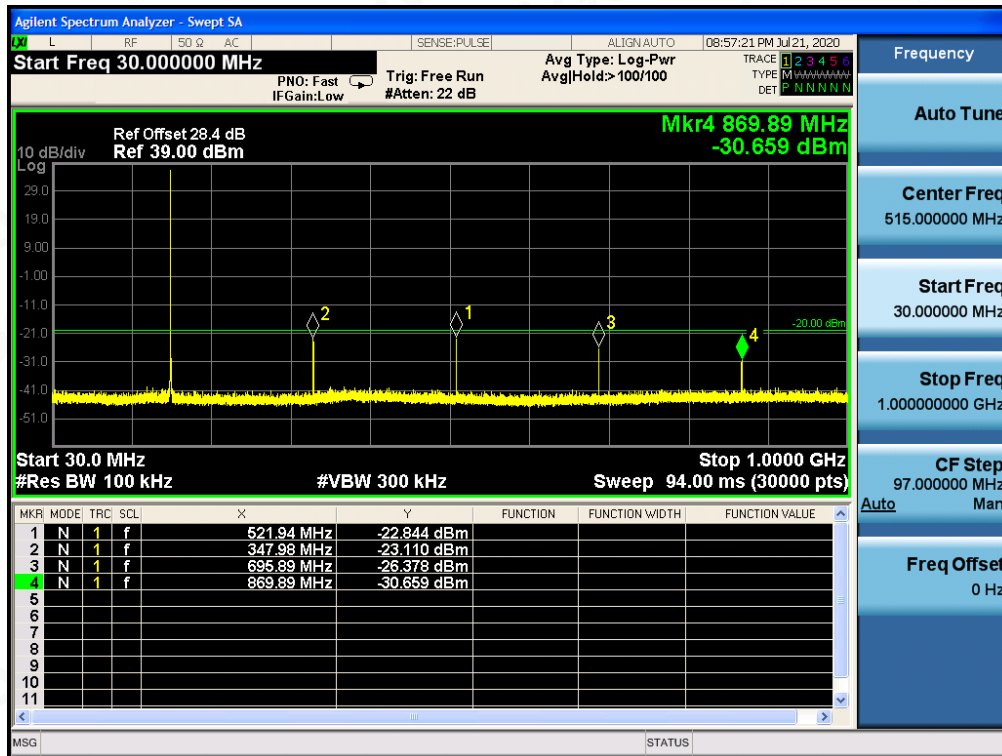 Agilent Spectrum Analyzer - Swept SA
LXI L RF 50 Ω AC SENSE:PULSE ALIGN AUTO 08:57:21 PM Jul 21, 2020
Start Freq 30.000000 MHz
PNO: Fast
IFGain:Low
Trig: Free Run
#Atten: 22 dB
Avg Type: Log-Pwr
Avg|Hold:>100/100
TRACE 1 2 3 4 5 6
TYPE M
DET P N N N N N
Frequency
Auto Tune
Center Freq
515.000000 MHz
Start Freq
30.000000 MHz
Stop Freq
1.000000000 GHz
CF Step
97.000000 MHz
Auto Man
Freq Offset
0 Hz
Mkr4 869.89 MHz
-30.659 dBm
Ref Offset 28.4 dB
10 dB/div Ref 39.00 dBm
Log
29.0
19.0
9.00
-1.00
-11.0
-21.0
-31.0
-41.0
-51.0
2
1
3
4
-20.00 dBm
Start 30.0 MHz Stop 1.0000 GHz
#Res BW 100 kHz #VBW 300 kHz Sweep 94.00 ms (30000 pts)
MKR MODE TRC SCL X Y FUNCTION FUNCTION WIDTH FUNCTION VALUE
1 N 1 f 521.94 MHz -22.844 dBm
2 N 1 f 347.98 MHz -23.110 dBm
3 N 1 f 695.89 MHz -26.378 dBm
4 N 1 f 869.89 MHz -30.659 dBm
5
6
7
8
9
10
11
MSG STATUS